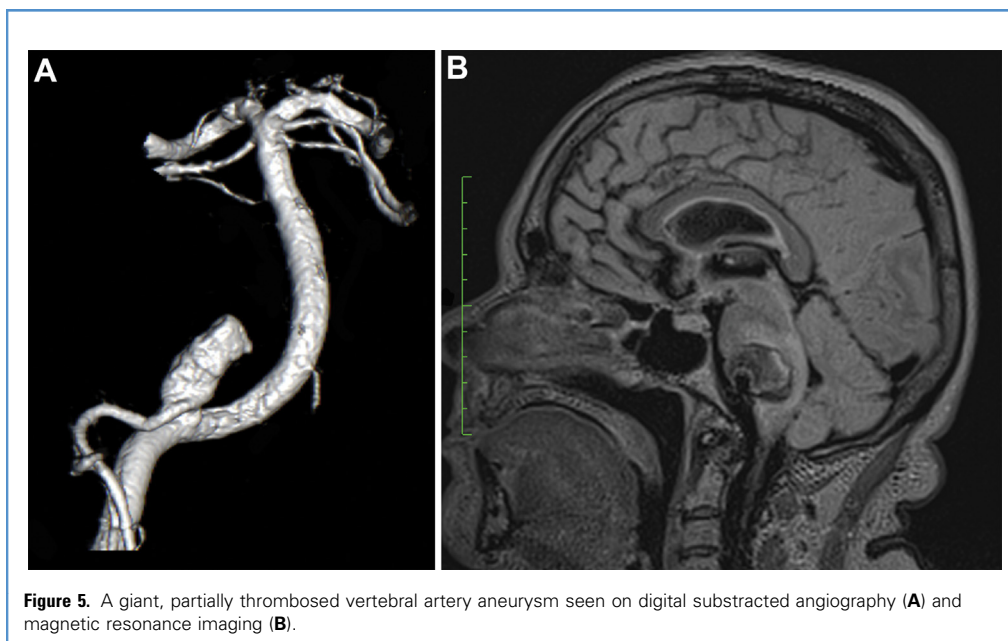 A
B
Figure 5. A giant, partially thrombosed vertebral artery aneurysm seen on digital substracted angiography (A) and
magnetic resonance imaging (B).